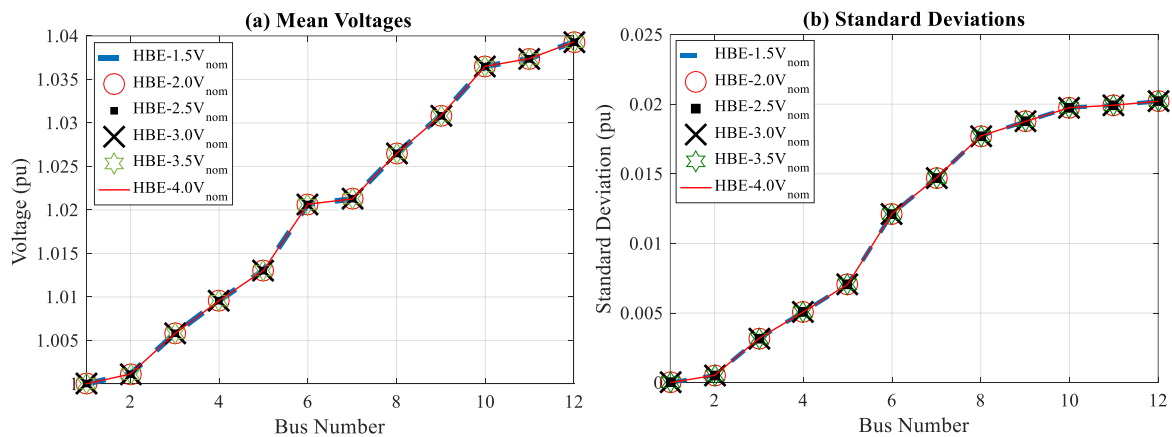 (a) Mean Voltages
1.04
1.035
1.03
1.025
1.02
1.015
1.01
1.005
1
Voltage (pu)
HBE-1.5Vnom
HBE-2.0Vnom
HBE-2.5Vnom
HBE-3.0Vnom
HBE-3.5Vnom
HBE-4.0Vnom
2 4 6 8 10 12
Bus Number
(b) Standard Deviations
0.025
0.02
0.015
0.01
0.005
0
Standard Deviation (pu)
HBE-1.5Vnom
HBE-2.0Vnom
HBE-2.5Vnom
HBE-3.0Vnom
HBE-3.5Vnom
HBE-4.0Vnom
2 4 6 8 10 12
Bus Number